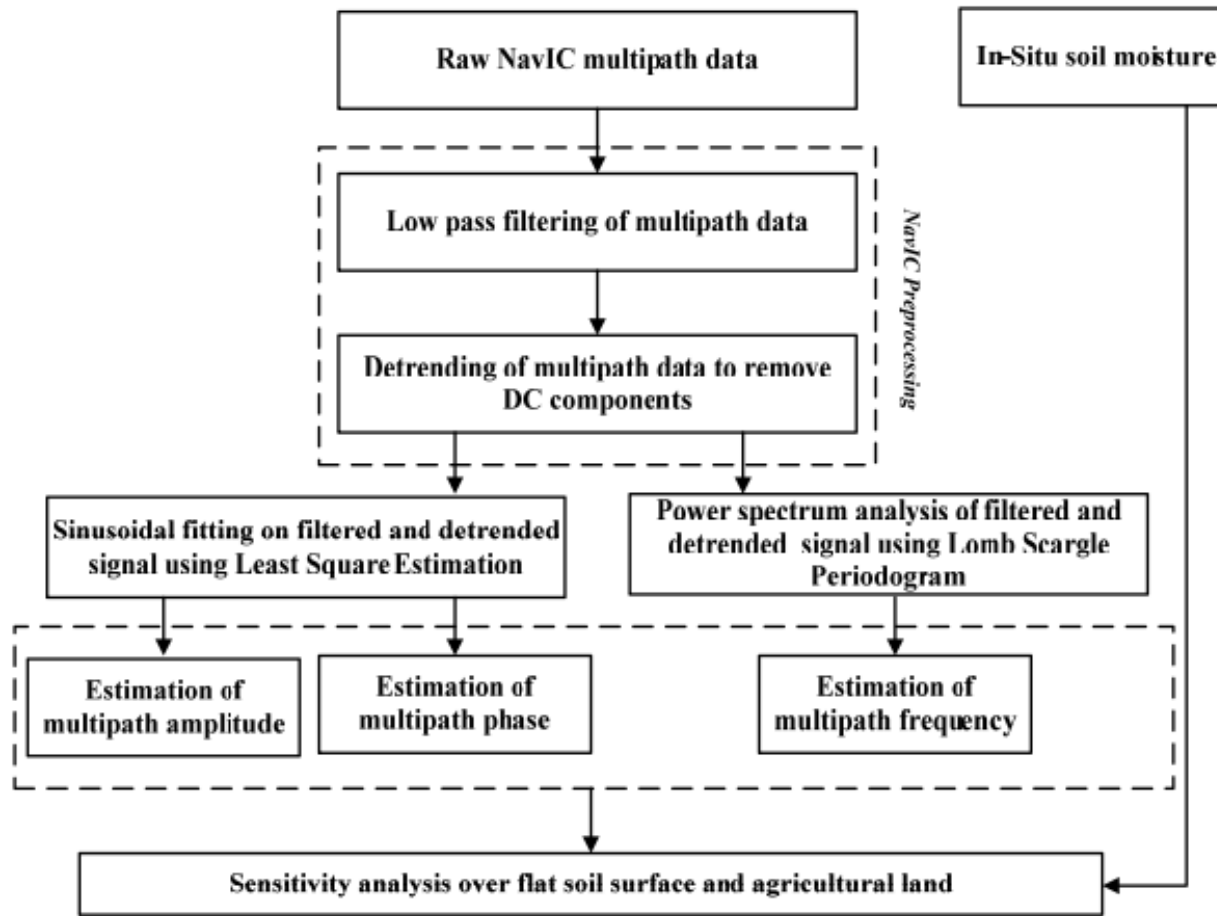 Raw NavIC multipath data
In-Situ soil moisture
Low pass filtering of multipath data
NavIC Preprocessing
Detrending of multipath data to remove
DC components
Sinusoidal fitting on filtered and detrended
signal using Least Square Estimation
Power spectrum analysis of filtered and
detrended signal using Lomb Scargle
Periodogram
Estimation of
multipath amplitude
Estimation of
multipath phase
Estimation of
multipath frequency
Sensitivity analysis over flat soil surface and agricultural land